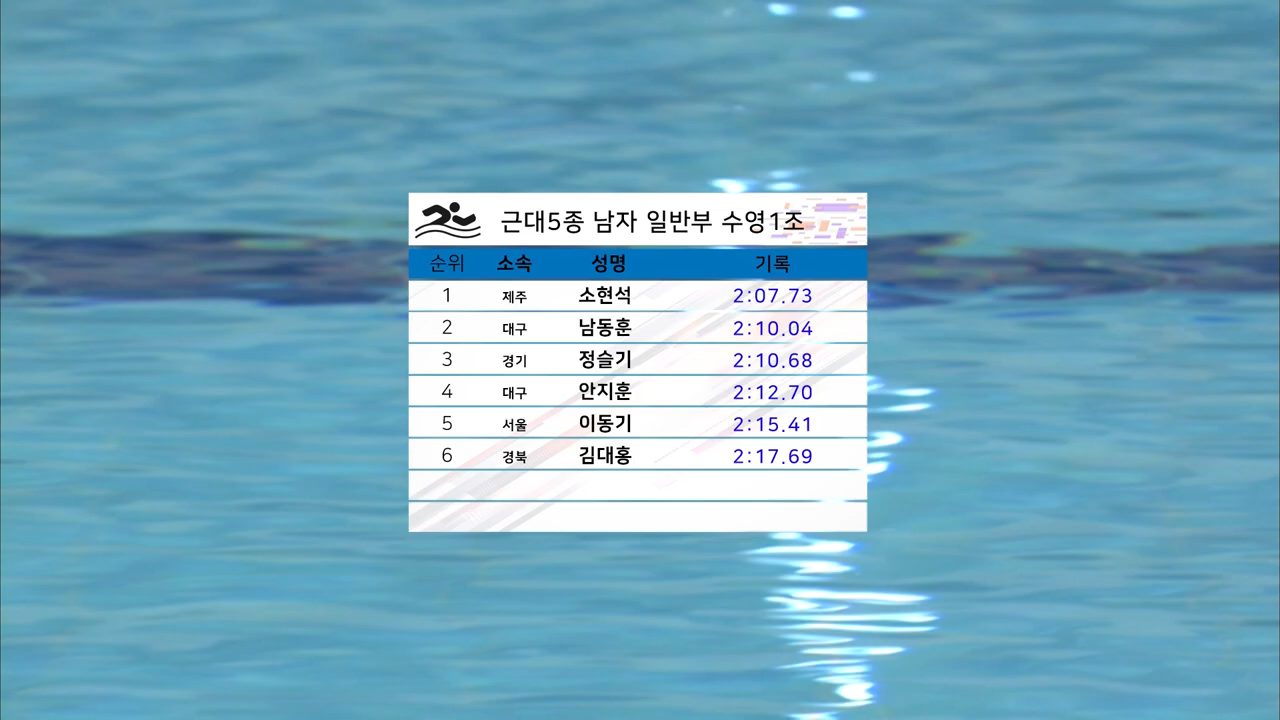 근대5종 남자 일반부 수영1조
순위 소속 성명 기록
1 제주 소현석 2:07.73
2 대구 남동훈 2:10.04
3 경기 정슬기 2:10.68
4 대구 안지훈 2:12.70
5 서울 이동기 2:15.41
6 경북 김대홍 2:17.69